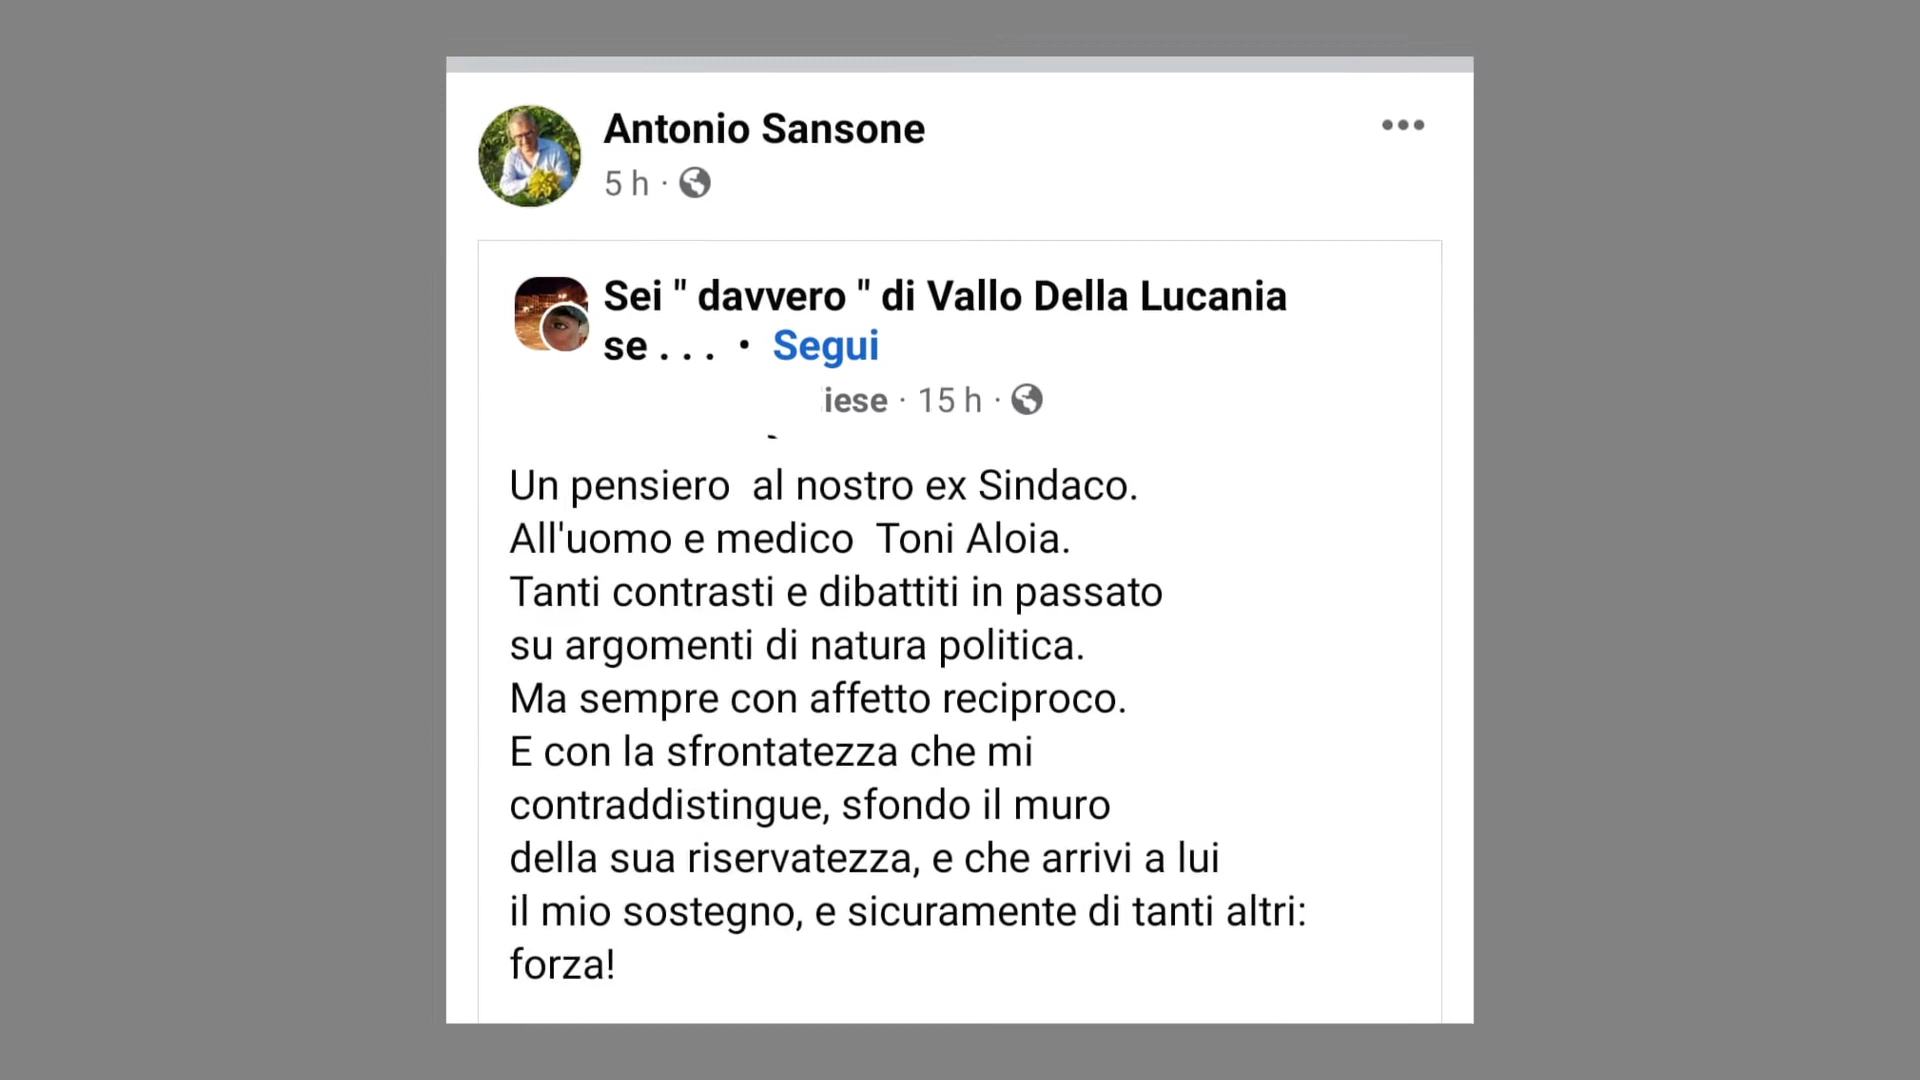 Antonio Sansone
5 h ·
Sei " davvero " di Vallo Della Lucania
se . . . • Segui
iese · 15 h ·
Un pensiero al nostro ex Sindaco.
All'uomo e medico Toni Aloia.
Tanti contrasti e dibattiti in passato
su argomenti di natura politica.
Ma sempre con affetto reciproco.
E con la sfrontatezza che mi
contraddistingue, sfondo il muro
della sua riservatezza, e che arrivi a lui
il mio sostegno, e sicuramente di tanti altri:
forza!